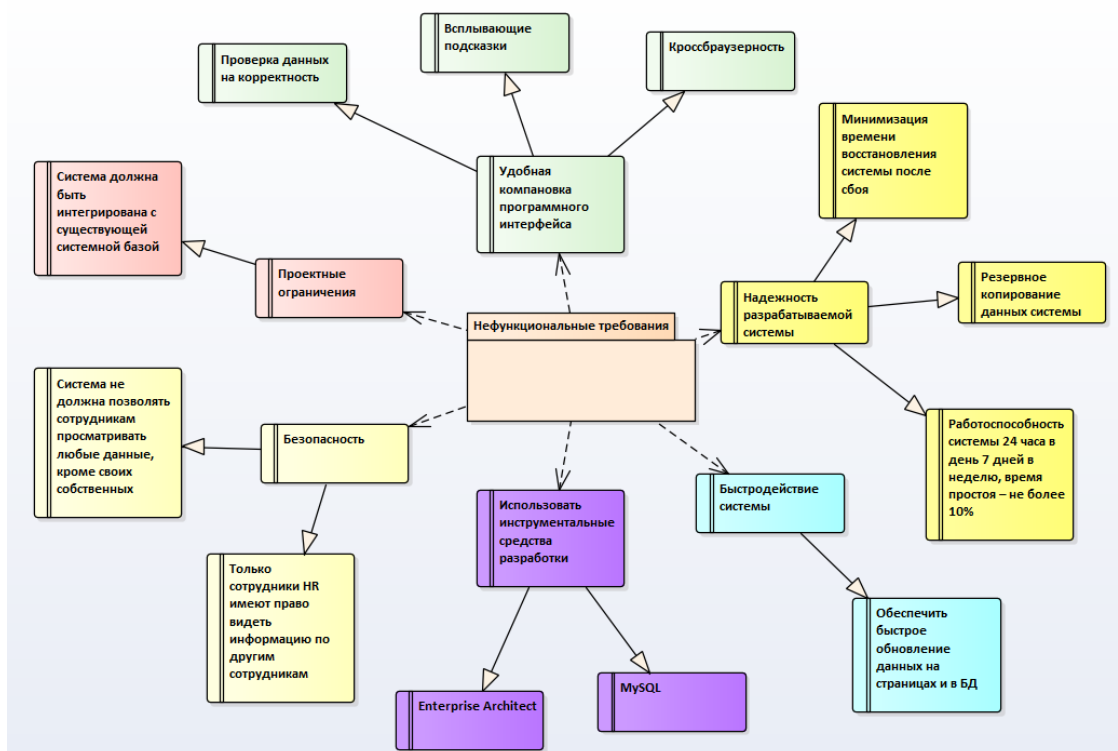 Всплывающие
подсказки
Кроссбраузерность
Проверка данных
на корректность
Минимизация
времени
восстановления
системы после
сбоя
Удобная
компановка
программного
интерфейса
Система должна
быть
интегрирована с
существующей
системной базой
Проектные
ограничения
Резервное
копирование
данных системы
Надежность
разрабатываемой
системы
Нефункциональные требования
Система не
должна позволять
сотрудникам
просматривать
любые данные,
кроме своих
собственных
Безопасность
Работоспособность
системы 24 часа в
день 7 дней в
неделю, время
простоя – не более
10%
Использовать
инструментальные
средства
разработки
Быстродействие
системы
Только
сотрудники HR
имеют право
видеть
информацию по
другим
сотрудникам
Обеспечить
быстрое
обновление
данных на
страницах и в БД
Enterprise Architect
MySQL